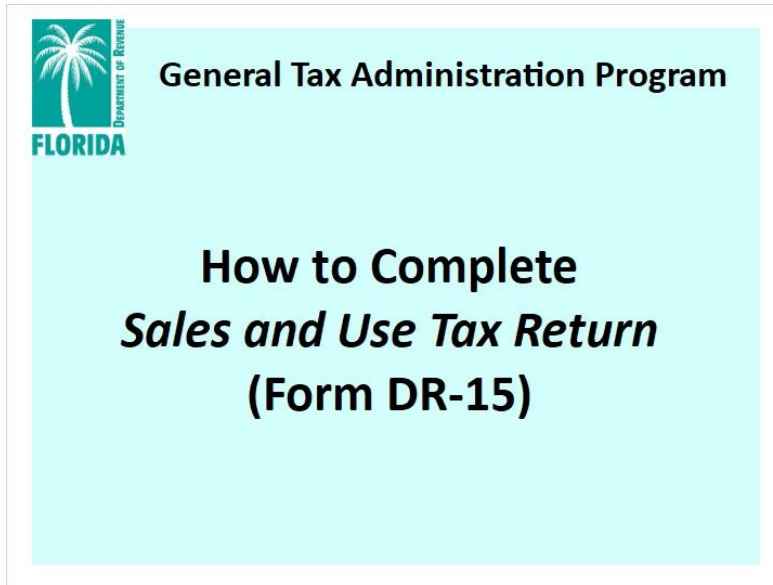 DEPARTMENT OF REVENUE
FLORIDA
General Tax Administration Program
How to Complete
Sales and Use Tax Return
(Form DR-15)